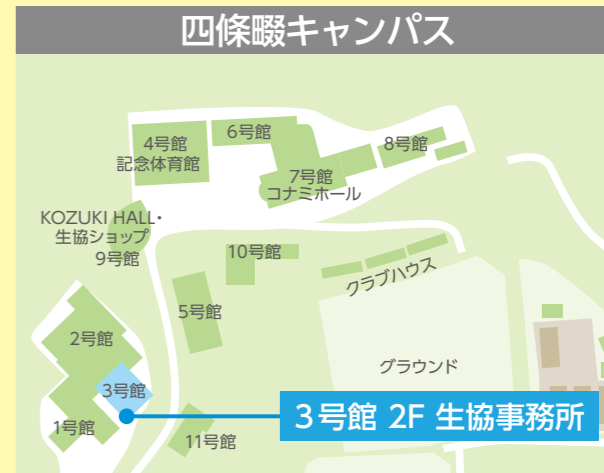 四條畷キャンパス
6号館
4号館
記念体育館
8号館
7号館
コナミホール
KOZUKI HALL・
生協ショップ
9号館
10号館
クラブハウス
5号館
2号館
グラウンド
3号館
3号館 2F 生協事務所
1号館
11号館